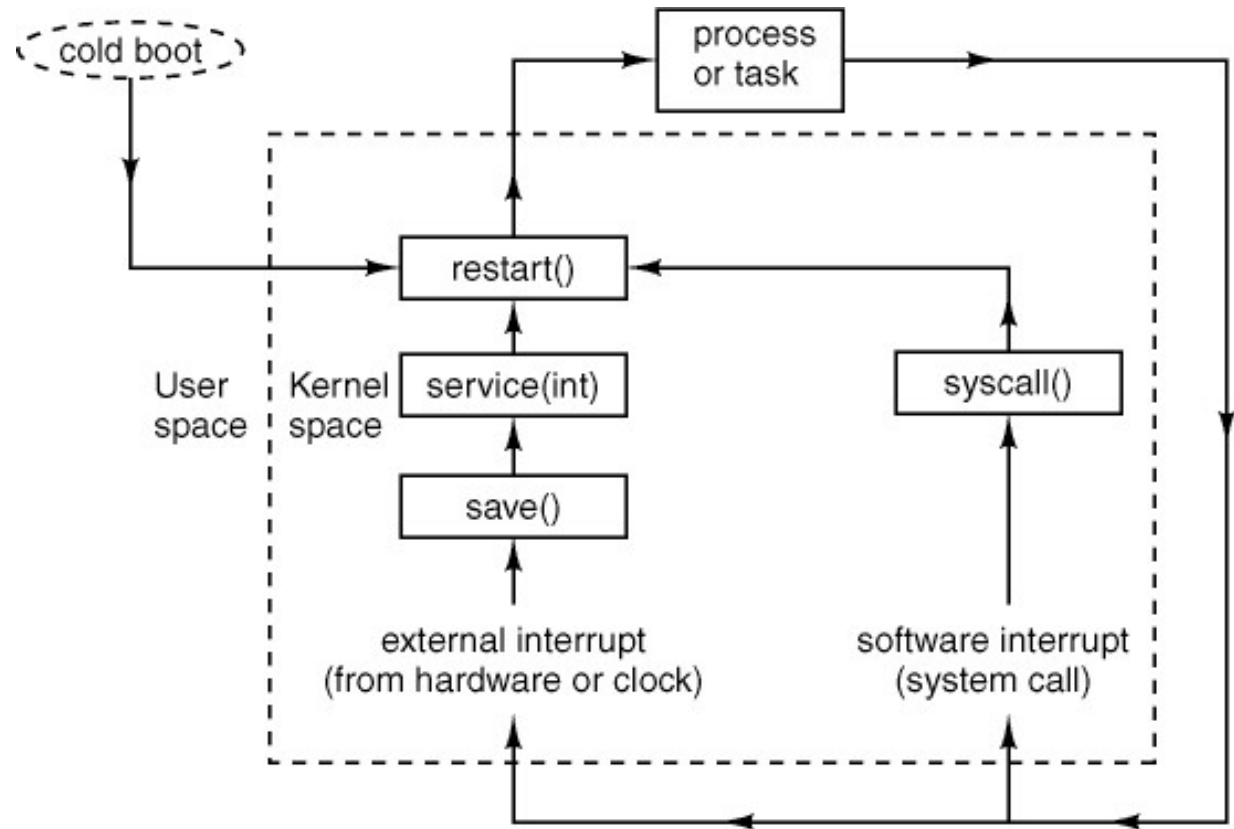 cold boot
process
or task
restart()
User
space
Kernel
space
service(int)
syscall()
save()
external interrupt
(from hardware or clock)
software interrupt
(system call)